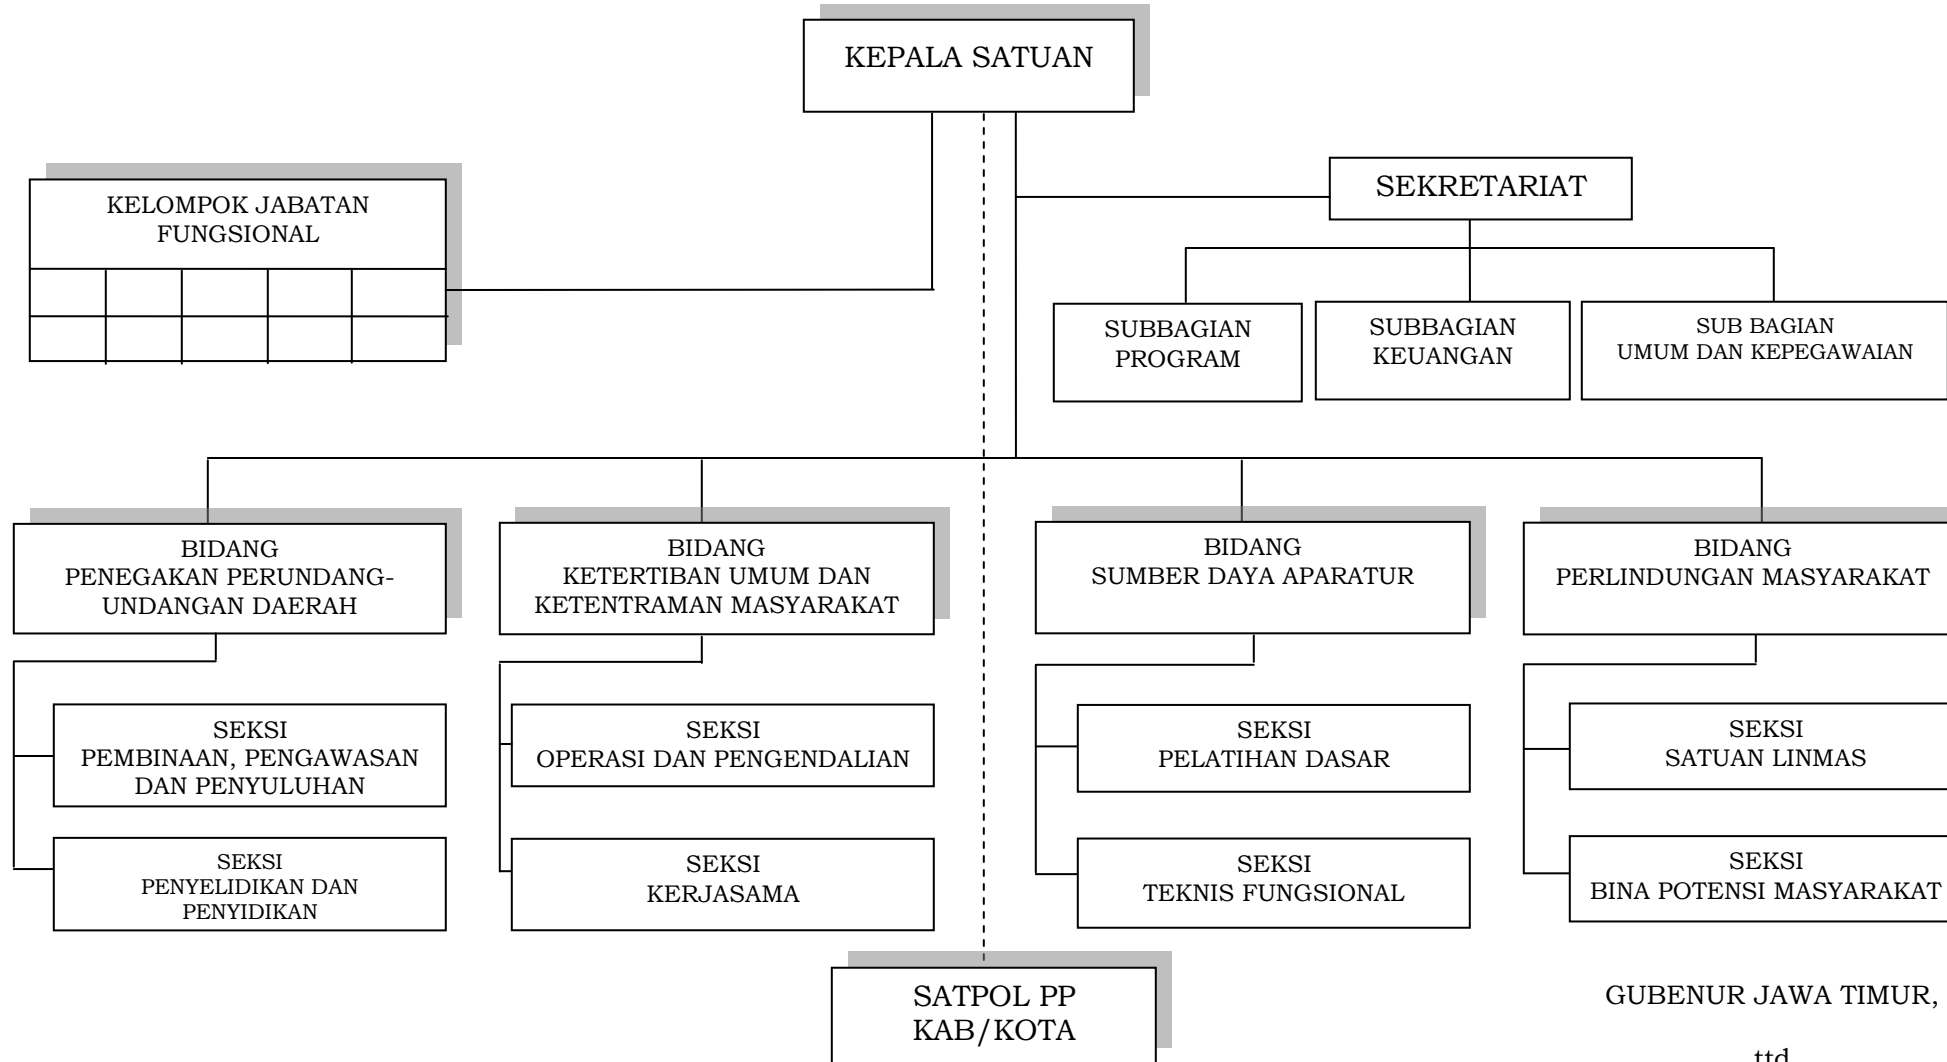 KEPALA SATUAN
KELOMPOK JABATAN
FUNGSIONAL
SEKRETARIAT
SUBBAGIAN
PROGRAM
SUBBAGIAN
KEUANGAN
SUB BAGIAN
UMUM DAN KEPEGAWAIAN
BIDANG
PENEGAKAN PERUNDANG-
UNDANGAN DAERAH
BIDANG
KETERTIBAN UMUM DAN
KETENTRAMAN MASYARAKAT
BIDANG
SUMBER DAYA APARATUR
BIDANG
PERLINDUNGAN MASYARAKAT
SEKSI
PEMBINAAN, PENGAWASAN
DAN PENYULUHAN
SEKSI
OPERASI DAN PENGENDALIAN
SEKSI
PELATIHAN DASAR
SEKSI
SATUAN LINMAS
SEKSI
PENYELIDIKAN DAN
PENYIDIKAN
SEKSI
KERJASAMA
SEKSI
TEKNIS FUNGSIONAL
SEKSI
BINA POTENSI MASYARAKAT
SATPOL PP
KAB/KOTA
GUBENUR JAWA TIMUR,
ttd